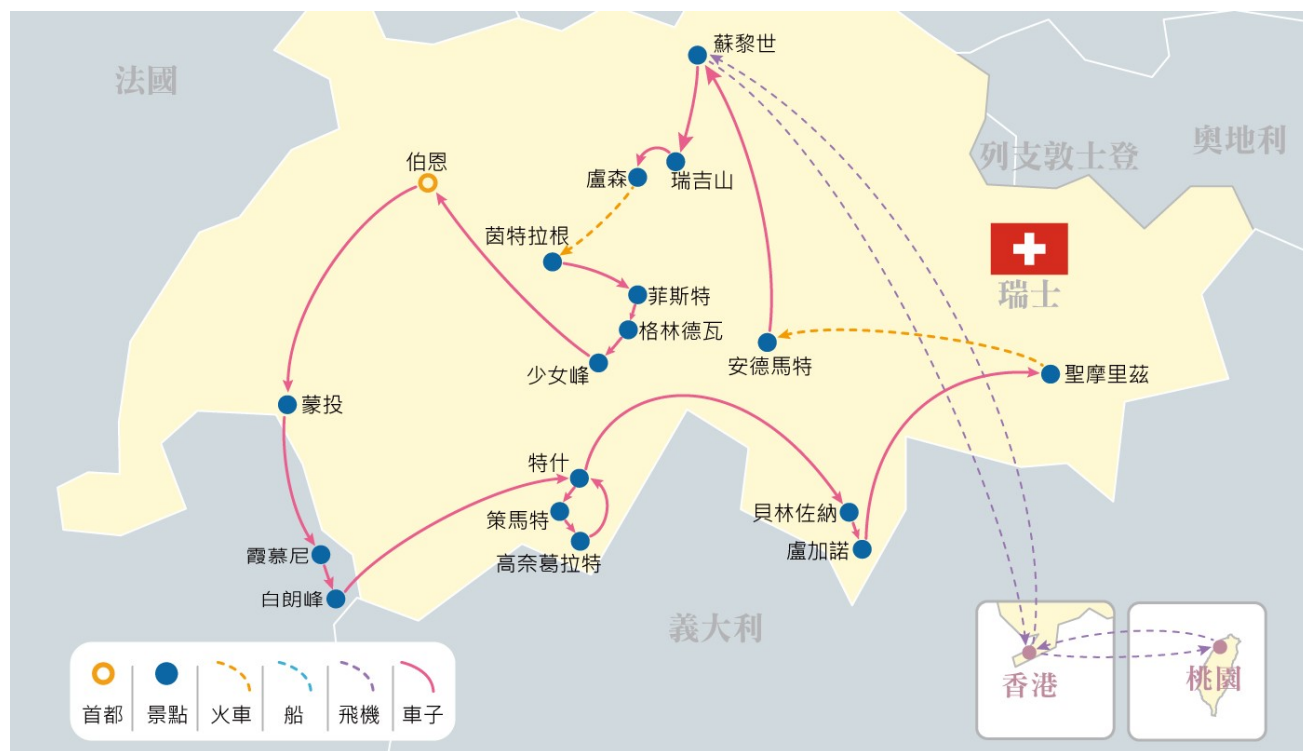 蘇黎世
法國
奧地利
列支敦士登
伯恩
盧森
瑞吉山
茵特拉根
瑞士
菲斯特
格林德瓦
少女峰
安德馬特
聖摩里茲
蒙投
特什
策馬特
貝林佐納
高奈葛拉特
盧加諾
霞慕尼
白朗峰
義大利
香港
桃園
首都 景點 火車 船 飛機 車子